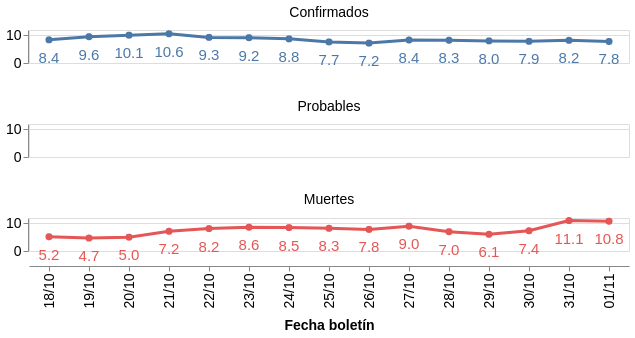 Confirmados
10
0
8.4 9.6 10.1 10.6 9.3 9.2 8.8 7.7 7.2 8.4 8.3 8.0 7.9 8.2 7.8
Probables
10
0
Muertes
10
0
5.2 4.7 5.0 7.2 8.2 8.6 8.5 8.3 7.8 9.0 7.0 6.1 7.4 11.1 10.8
18/10 19/10 20/10 21/10 22/10 23/10 24/10 25/10 26/10 27/10 28/10 29/10 30/10 31/10 01/11
Fecha boletín